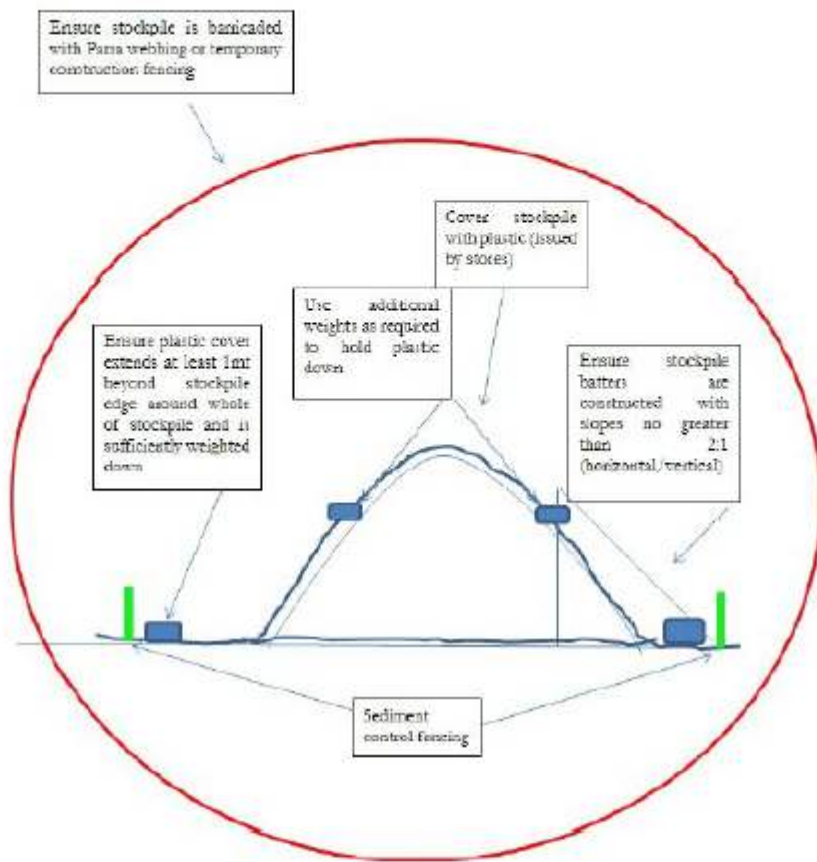 Ensure stockpile is barricaded
with Parra webbing or temporary
construction fencing
Cover stockpile
with plastic (issued
by stores)
Use additional
weights as required
to hold plastic
down
Ensure plastic cover
extends at least 1mt
beyond stockpile
edge around whole
of stockpile and is
sufficiently weighted
down
Ensure stockpile
batters are
constructed with
slopes no greater
than 2:1
(horizontal/vertical)
Sediment
control fencing